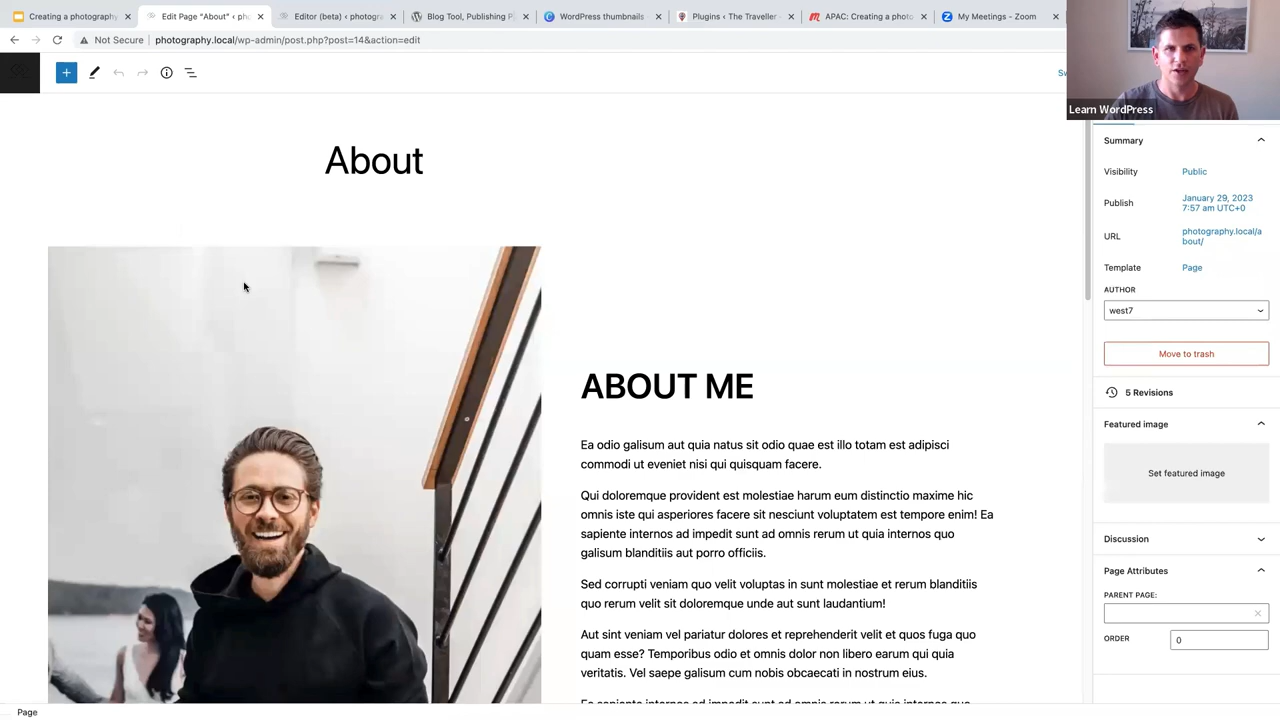 Creating a photography
Edit Page "About" ‹ ph
Editor (beta) ‹ photogra
Blog Tool, Publishing P
WordPress thumbnails
Plugins ‹ The Traveller
APAC: Creating a photo
My Meetings - Zoom
Not Secure
photography.local/wp-admin/post.php?post=14&action=edit
Learn WordPress
About
ABOUT ME
Ea odio galisum aut quia natus sit odio quae est illo totam est adipisci
commodi ut eveniet nisi qui quisquam facere.
Qui doloremque provident est molestiae harum eum distinctio maxime hic
omnis iste qui asperiores facere sit nesciunt voluptatem est tempore enim! Ea
sapiente internos ad impedit sunt ad omnis rerum ut quia internos quo
galisum blanditiis aut porro officiis.
Sed corrupti veniam quo velit voluptas in sunt molestiae et rerum blanditiis
quo rerum velit sit doloremque unde aut sunt laudantium!
Aut sint veniam vel pariatur dolores et reprehenderit velit et quos fuga quo
quam esse? Temporibus odio et omnis dolor non libero earum qui quia
veritatis. Vel saepe galisum cum nobis obcaecati in nostrum eius.
Summary
Visibility
Public
Publish
January 29, 2023
7:57 am UTC+0
URL
photography.local/a
bout/
Template
Page
AUTHOR
west7
Move to trash
5 Revisions
Featured image
Set featured image
Discussion
Page Attributes
PARENT PAGE:
ORDER
0
Page